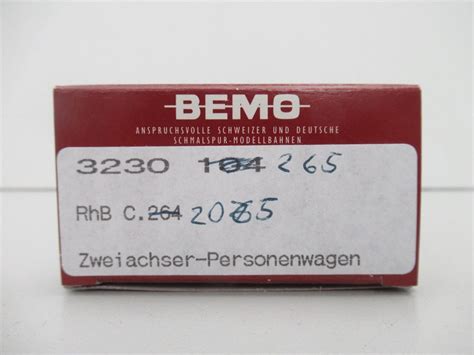 BEMO
ANSPRUCHSVOLLE SCHWEIZER UND DEUTSCHE
SCHMALSPUR-MODELLBAHNEN
3230 104 265
RhB C.264 2065
Zweiachser-Personenwagen